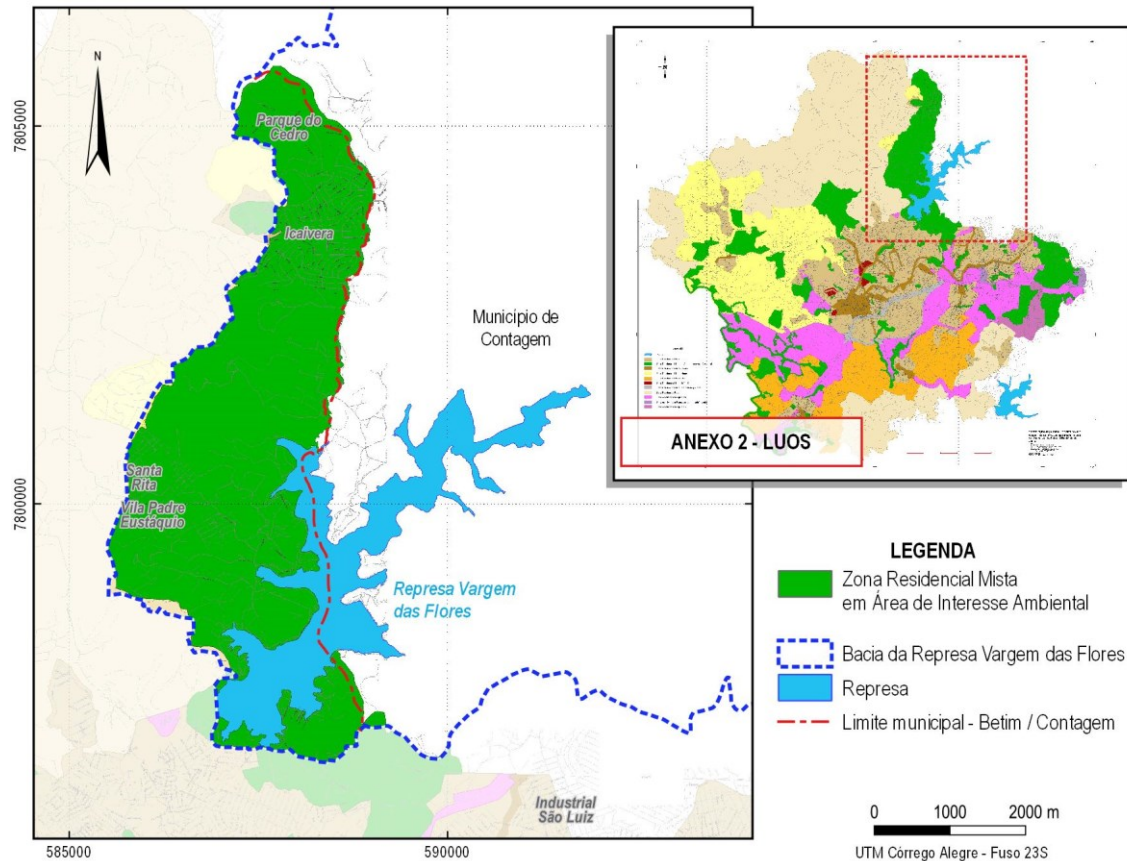 N
7805000
7800000
585000
590000
Parque do
Cedro
Icaivera
Município de
Contagem
Santa
Rita
Vila Padre
Eustáquio
Represa Vargem
das Flores
Industrial
São Luiz
ANEXO 2 - LUOS
LEGENDA
Zona Residencial Mista
em Área de Interesse Ambiental
Bacia da Represa Vargem das Flores
Represa
Limite municipal - Betim / Contagem
0 1000 2000 m
UTM Córrego Alegre - Fuso 23S